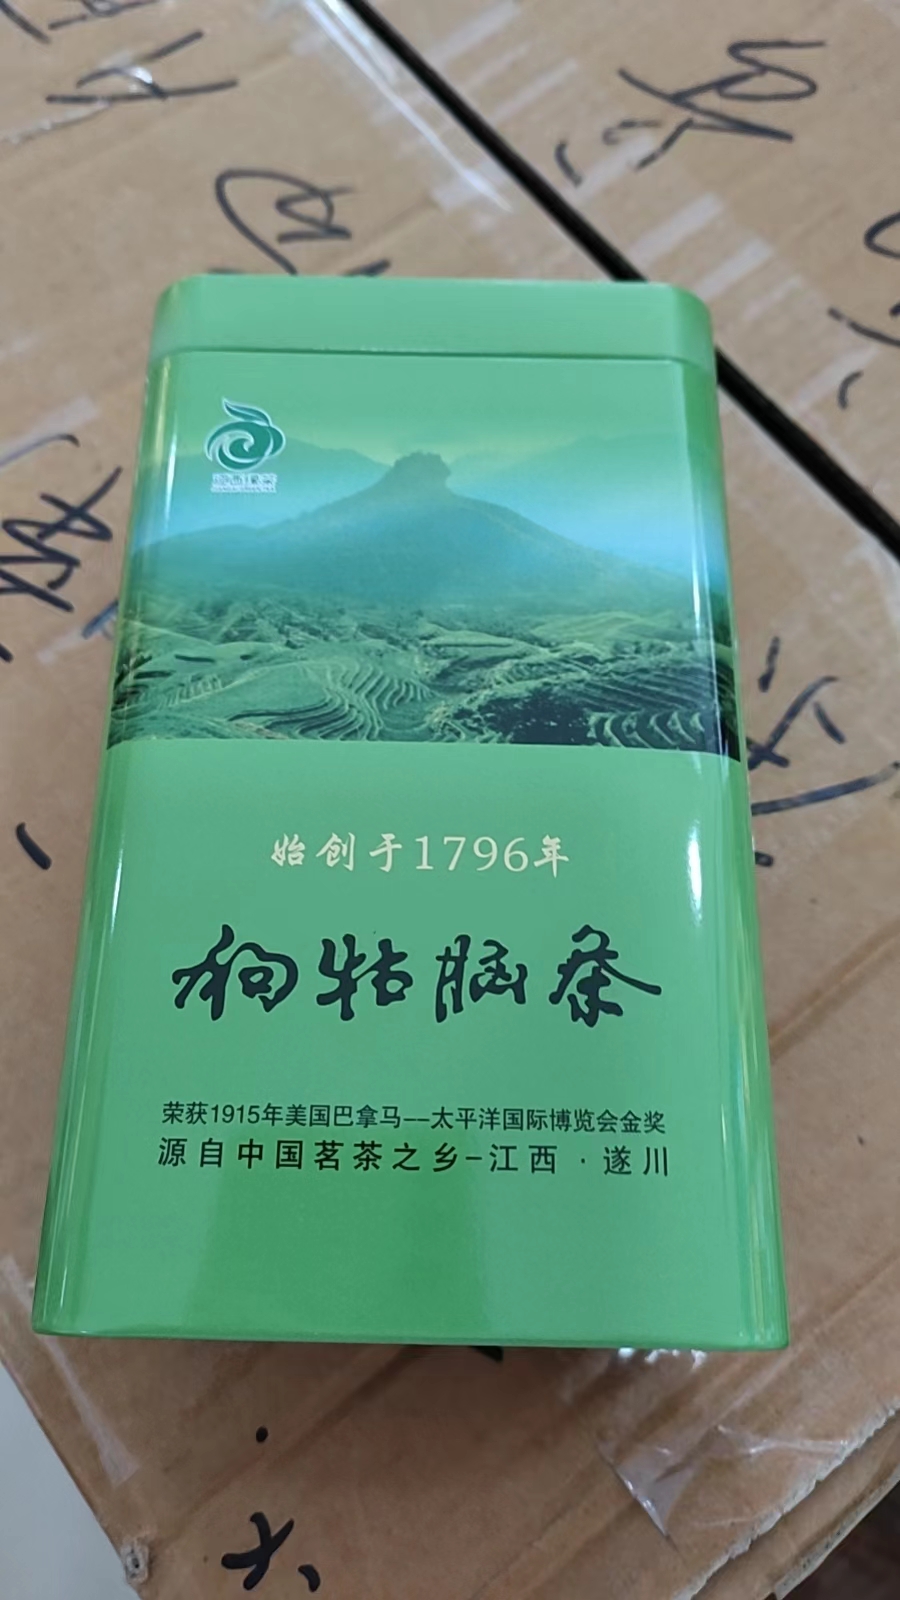 始创于1796年
狗牯脑茶
荣获1915年美国巴拿马——太平洋国际博览会金奖
源自中国茗茶之乡-江西·遂川